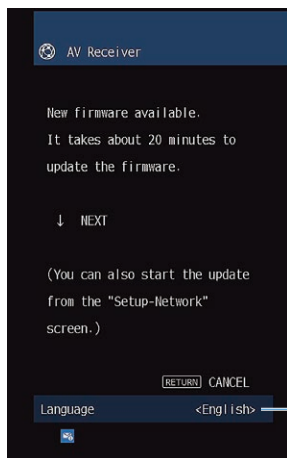 AV Receiver
New firmware available.
It takes about 20 minutes to
update the firmware.
↓ NEXT
(You can also start the update
from the "Setup-Network"
screen.)
RETURN CANCEL
Language <English>